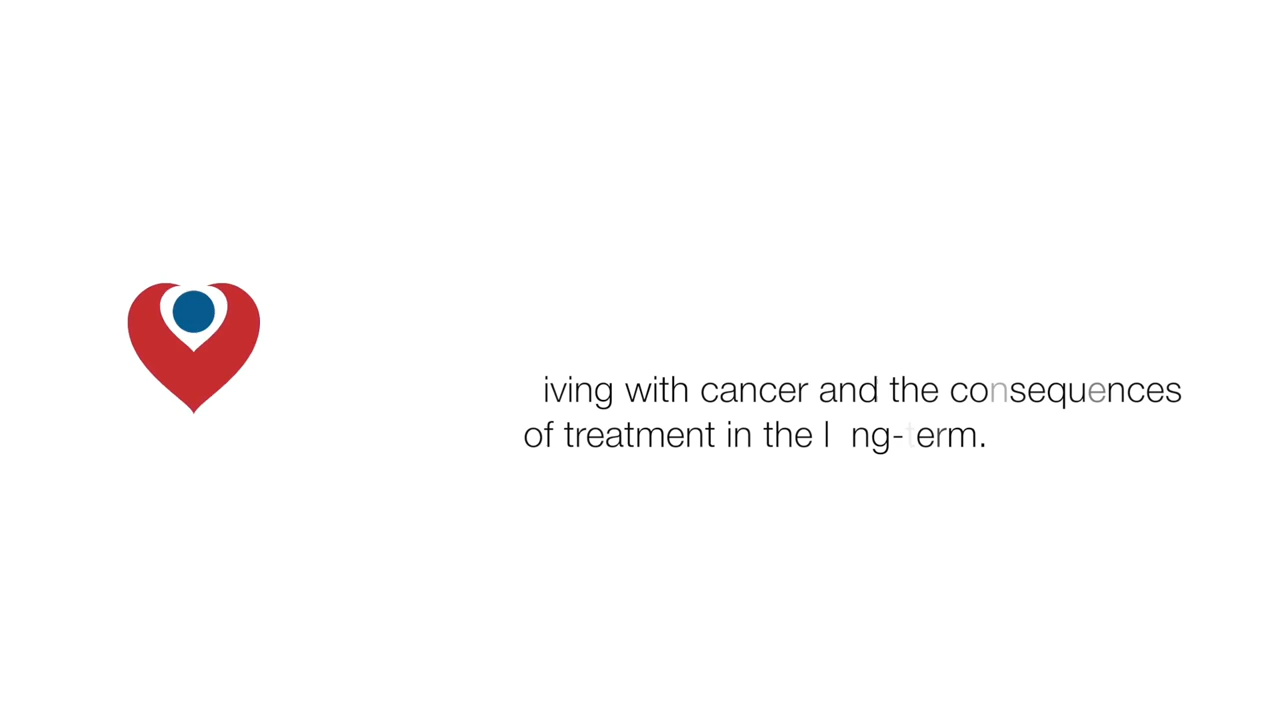 iving with cancer and the consequences
of treatment in the l ng-term.